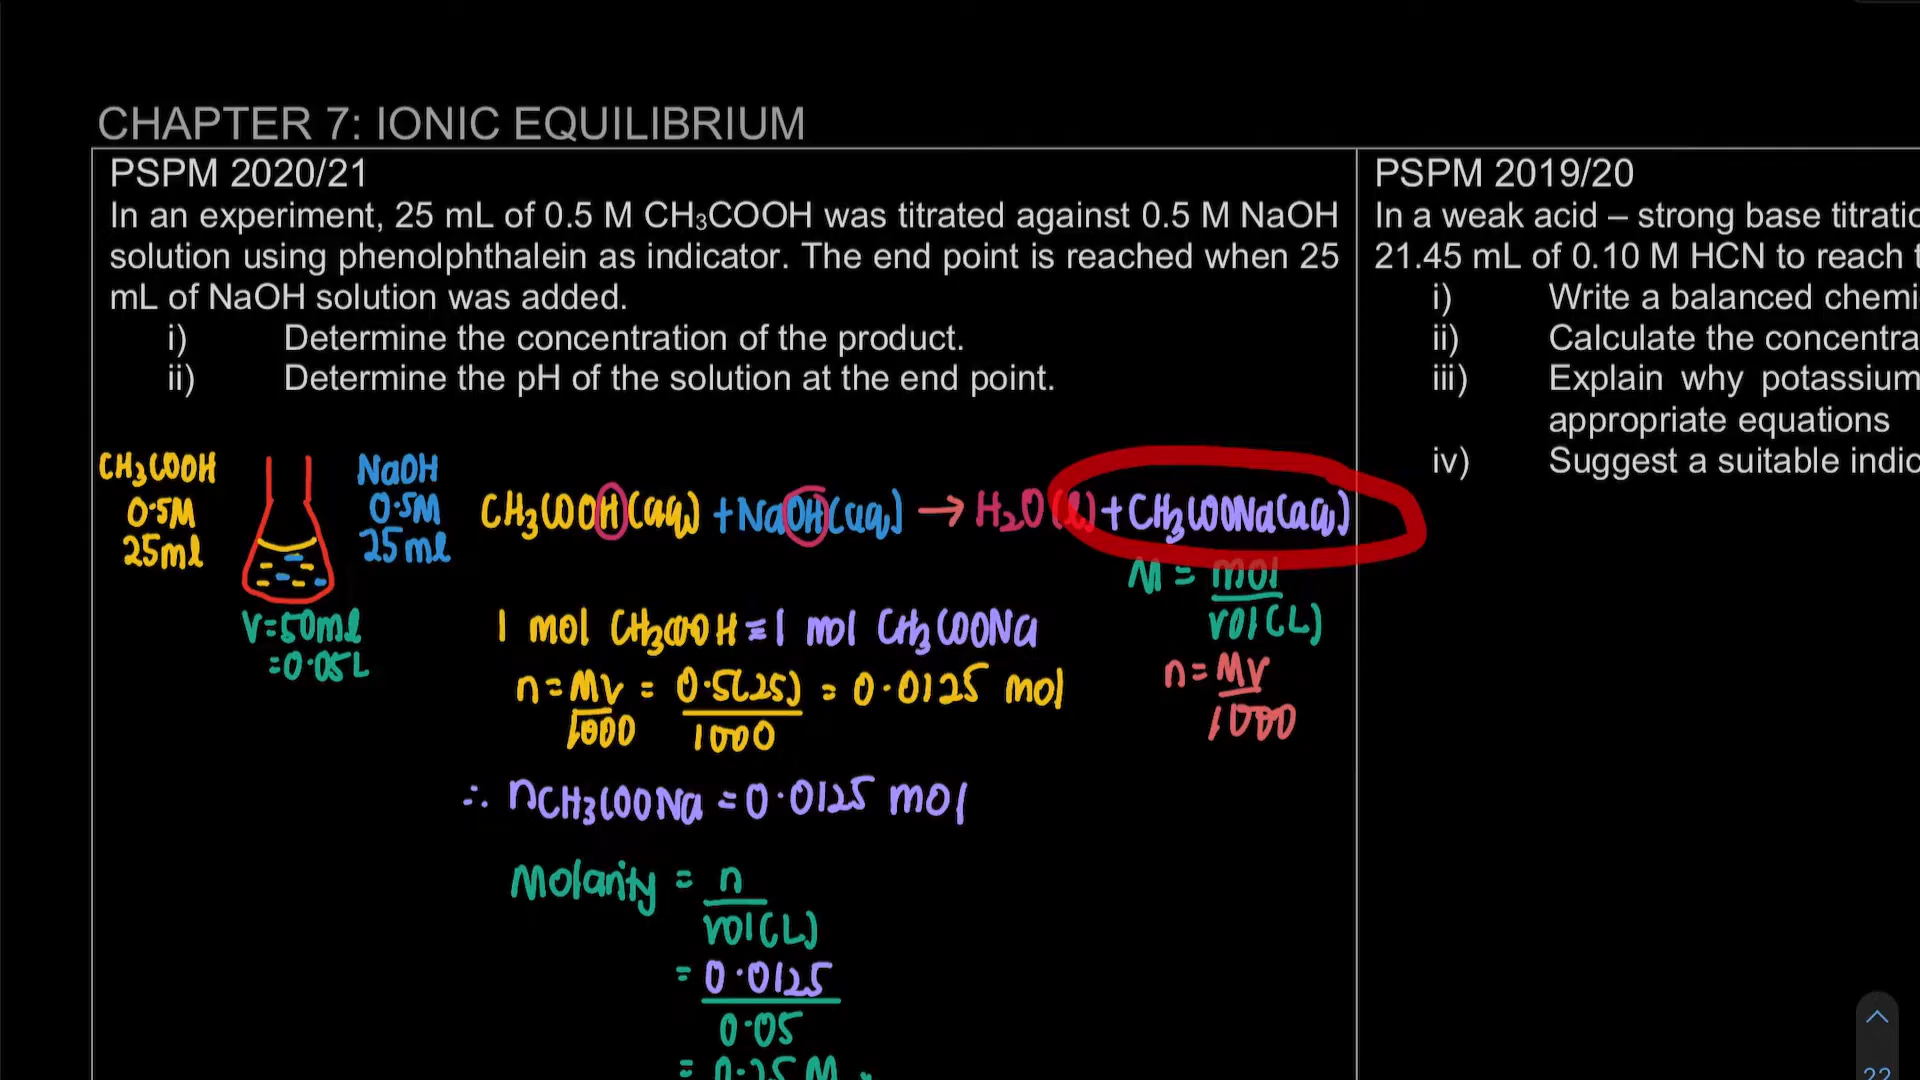 CHAPTER 7: IONIC EQUILIBRIUM
PSPM 2020/21
In an experiment, 25 mL of 0.5 M CH₃COOH was titrated against 0.5 M NaOH
solution using phenolphthalein as indicator. The end point is reached when 25
mL of NaOH solution was added.
i) Determine the concentration of the product.
ii) Determine the pH of the solution at the end point.
CH₃COOH
0.5M
25ml
NaOH
0.5M
25ml
V=50ml
=0.05L
CH₃COOH(aq) + NaOH(aq) → H₂O(l) + CH₃COONa(aq)
M = mol
vol(L)
n = MV
1000
1 mol CH₃COOH ≡ 1 mol CH₃COONa
n = MV = 0.5(25) = 0.0125 mol
1000 1000
∴ nCH₃COONa = 0.0125 mol
Molarity = n
vol(L)
= 0.0125
0.05
= 0.25M
PSPM 2019/20
In a weak acid – strong base
21.45 mL of 0.10 M HCN to reach
i) Write a balanced
ii) Calculate the
iii) Explain why potassium
appropriate equations
iv) Suggest a suitable
22